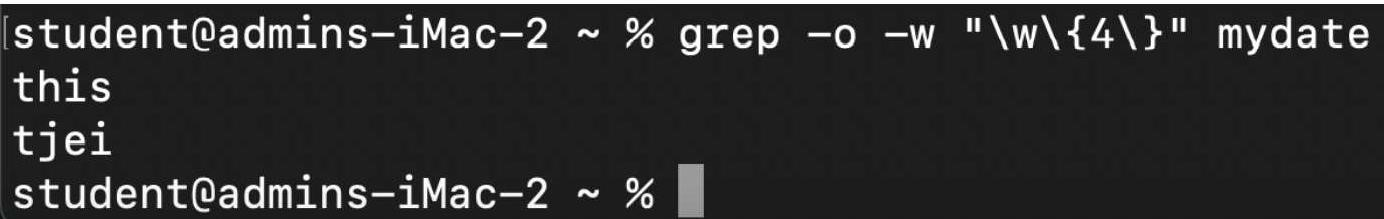 [student@admins-iMac-2 ~ % grep -o -w "\w\{4\}" mydate
this
tjei
student@admins-iMac-2 ~ %